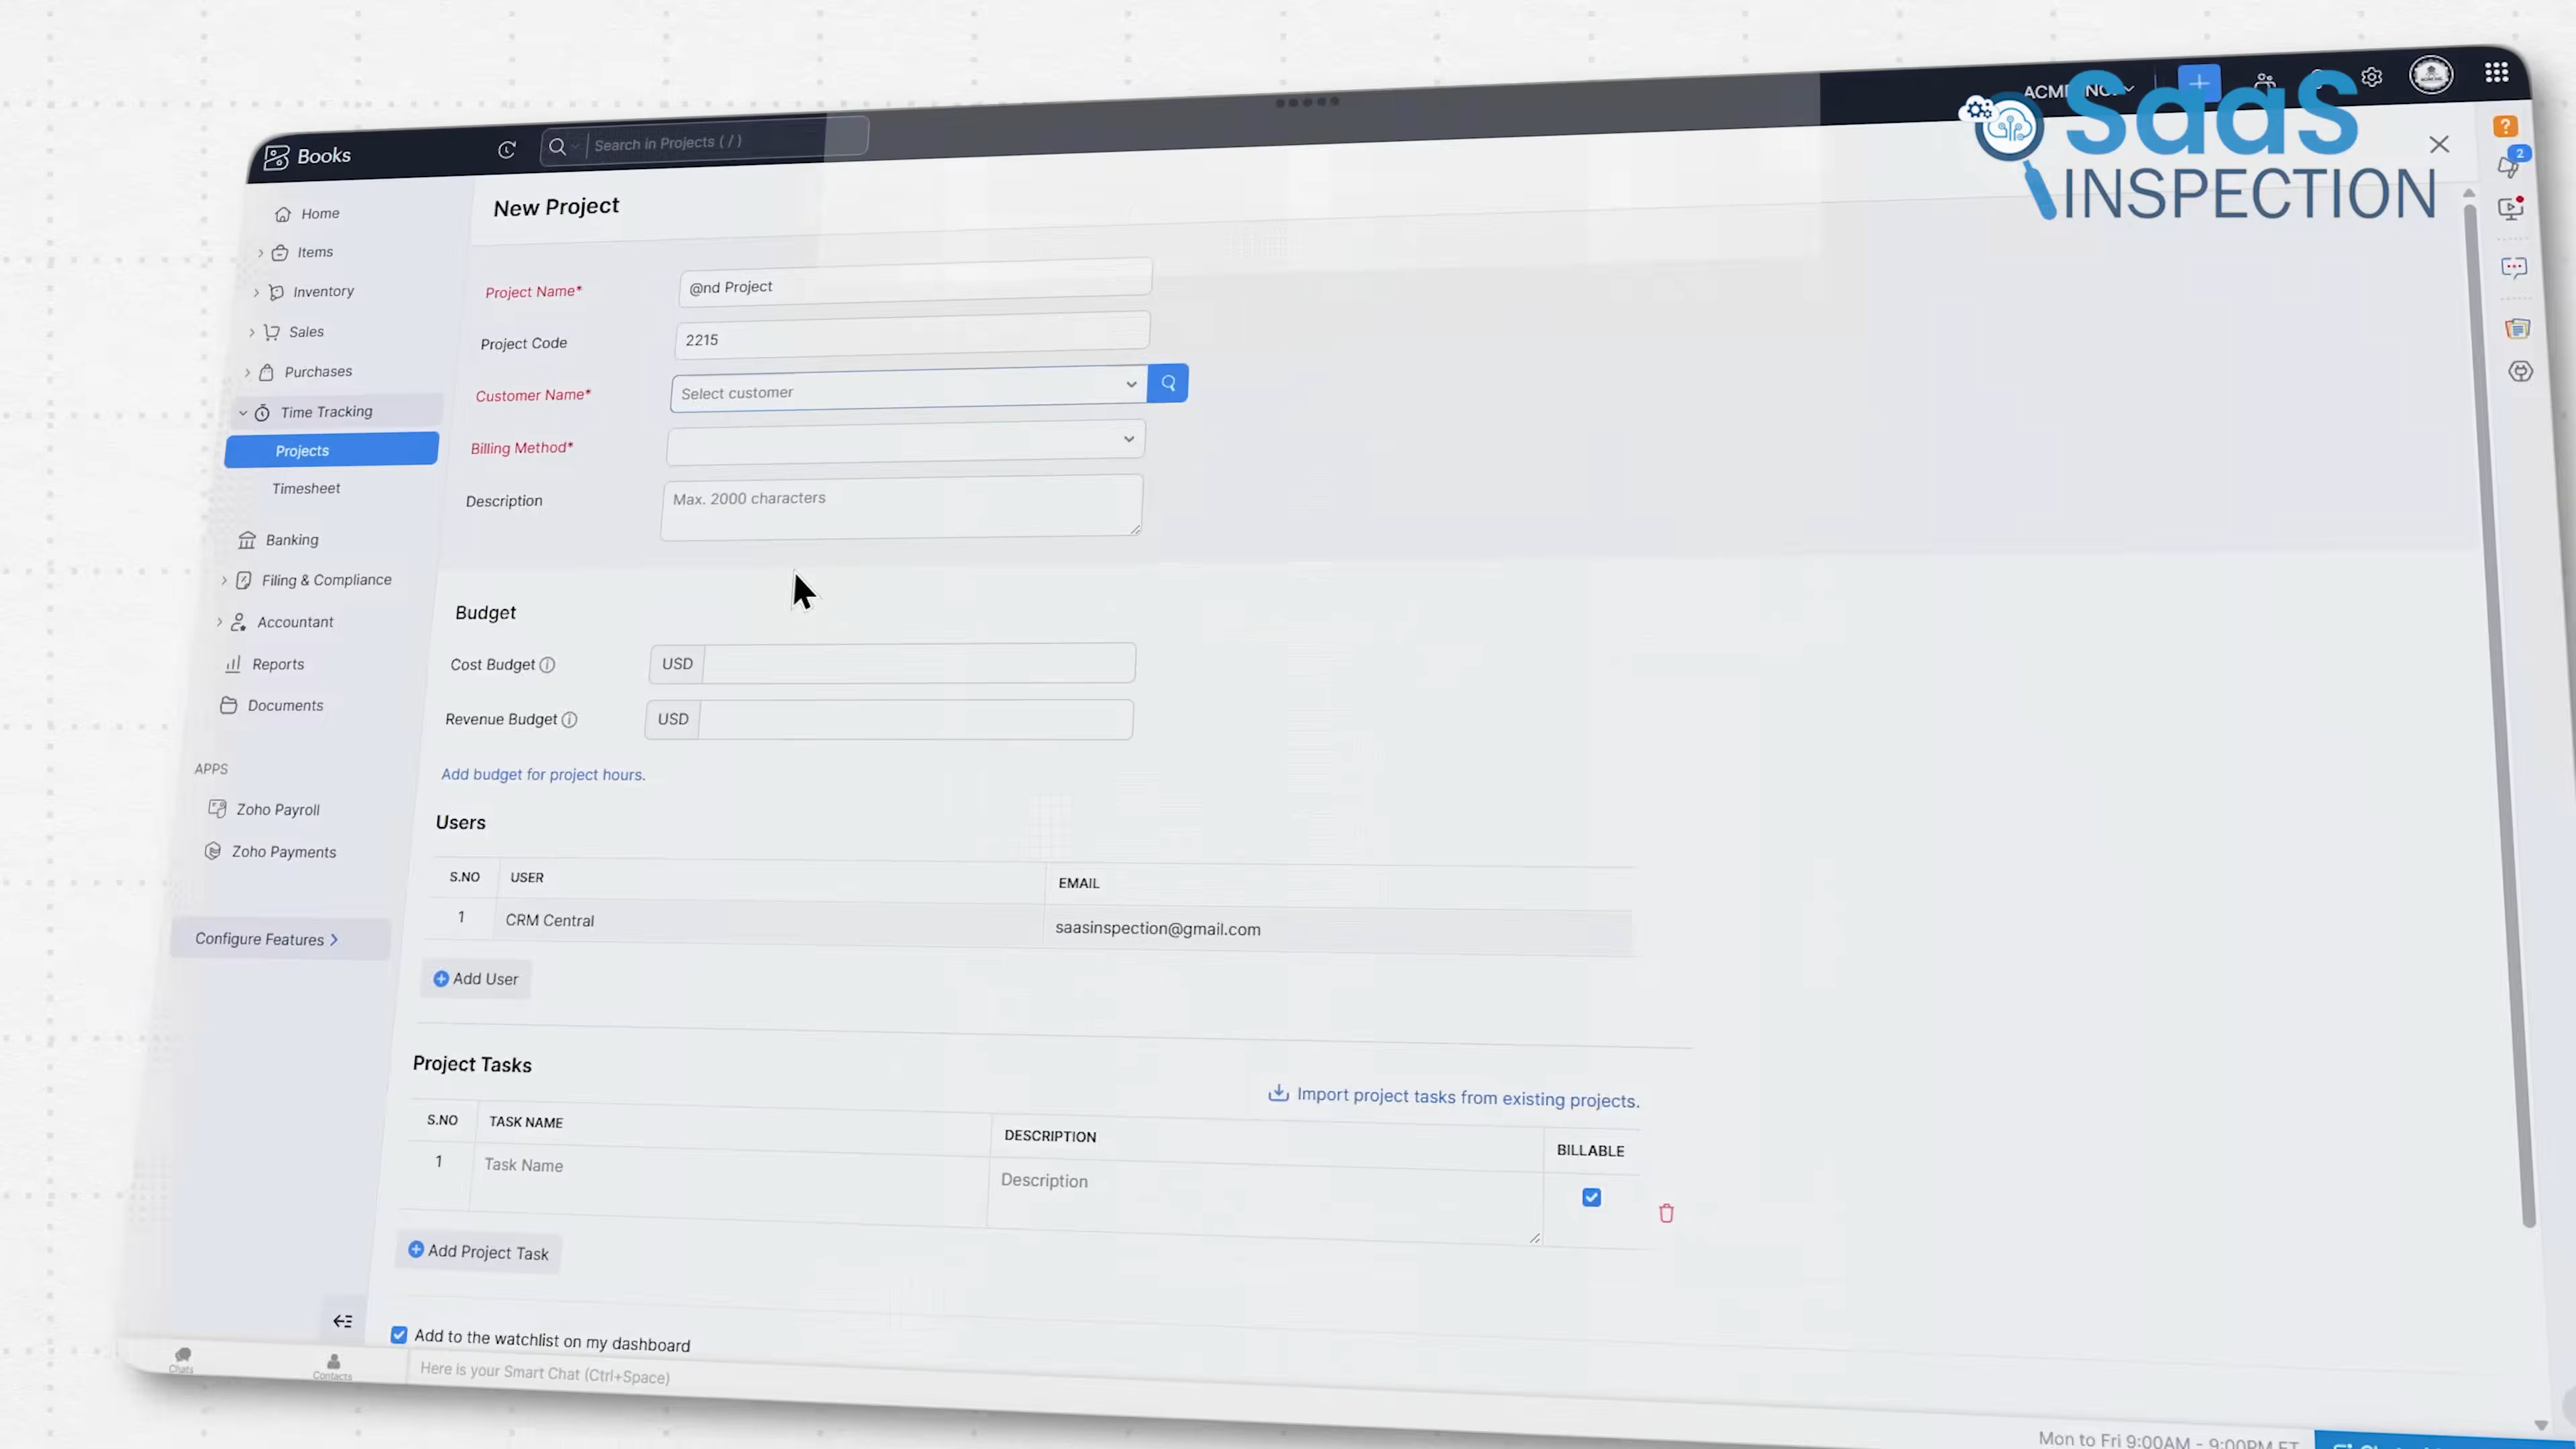 Books
Search in Projects ( / )
SaaS
INSPECTION
Home
Items
Inventory
Sales
Purchases
Time Tracking
Projects
Timesheet
Banking
Filing & Compliance
Accountant
Reports
Documents
APPS
Zoho Payroll
Zoho Payments
Configure Features
New Project
Project Name*
@nd Project
Project Code
2215
Customer Name*
Select customer
Billing Method*
Description
Max. 2000 characters
Budget
Cost Budget
USD
Revenue Budget
USD
Add budget for project hours.
Users
S.NO USER EMAIL
1 CRM Central saasinspection@gmail.com
Add User
Project Tasks
Import project tasks from existing projects.
S.NO TASK NAME DESCRIPTION BILLABLE
1 Task Name Description
Add Project Task
Add to the watchlist on my dashboard
Chats
Contacts
Here is your Smart Chat (Ctrl+Space)
Mon to Fri 9:00AM - 9:00PM ET
2